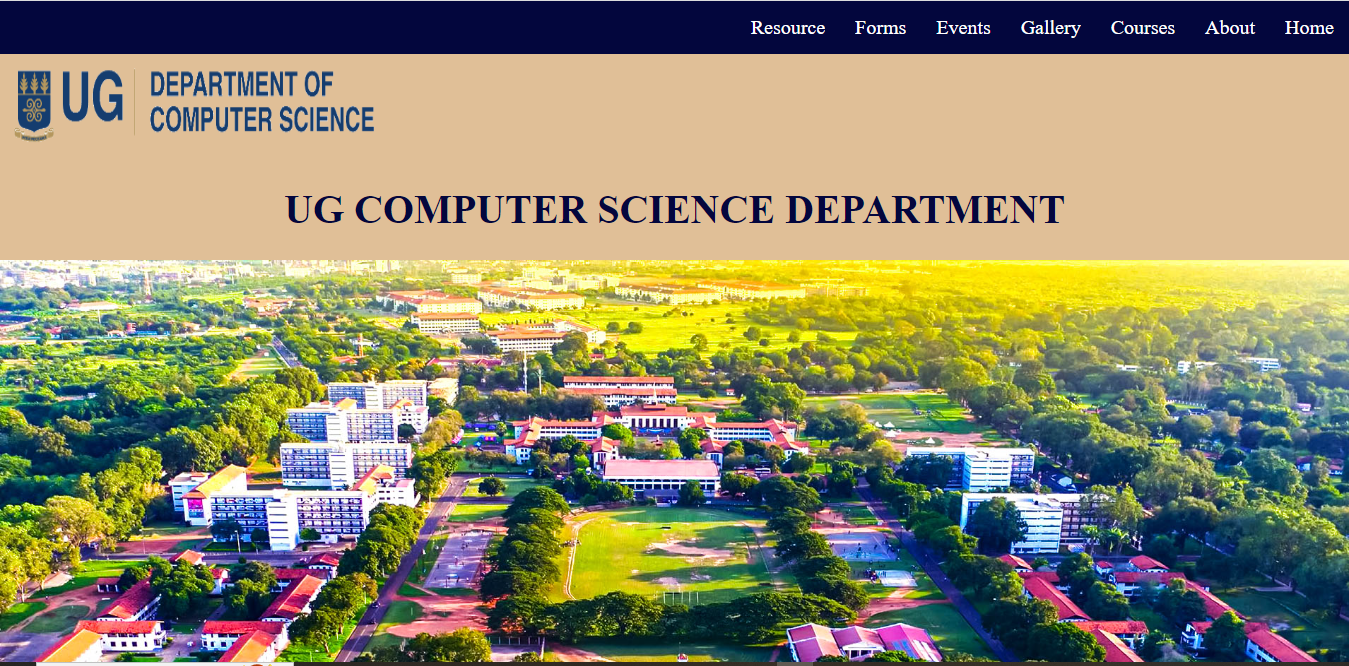 Resource Forms Events Gallery Courses About Home
UG
DEPARTMENT OF
COMPUTER SCIENCE
UG COMPUTER SCIENCE DEPARTMENT